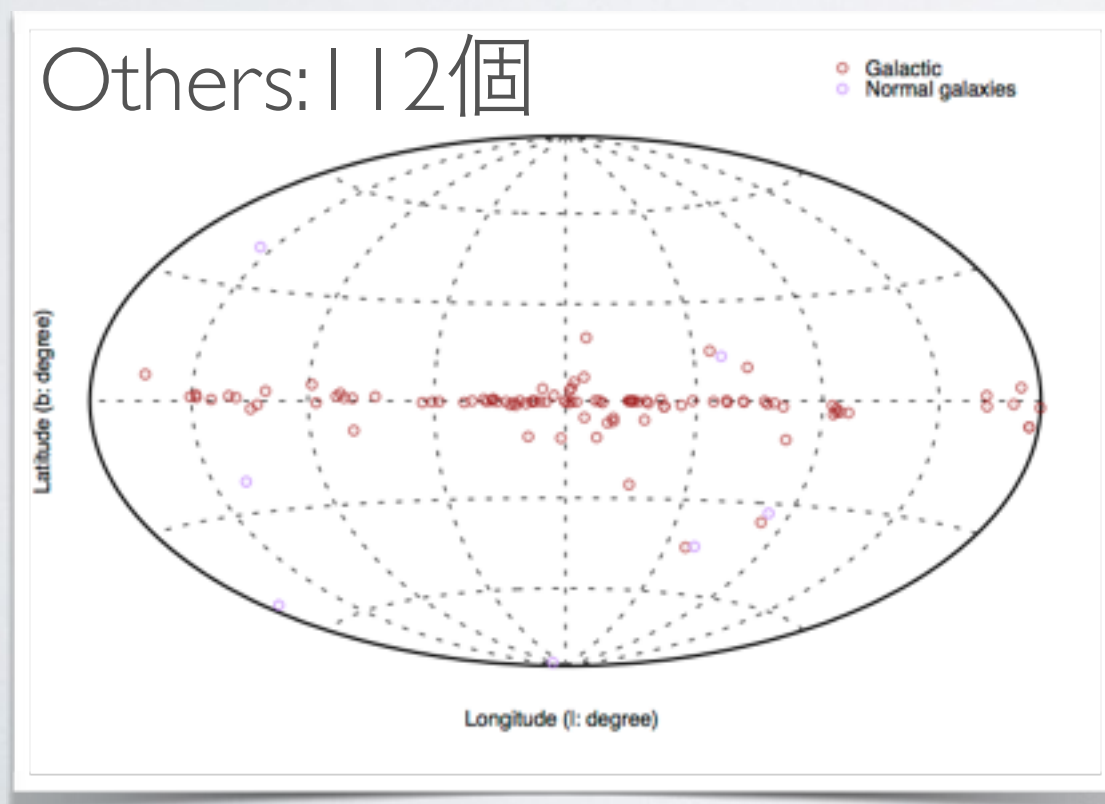 Others:112個
Galactic
Normal galaxies
Latitude (b: degree)
Longitude (l: degree)